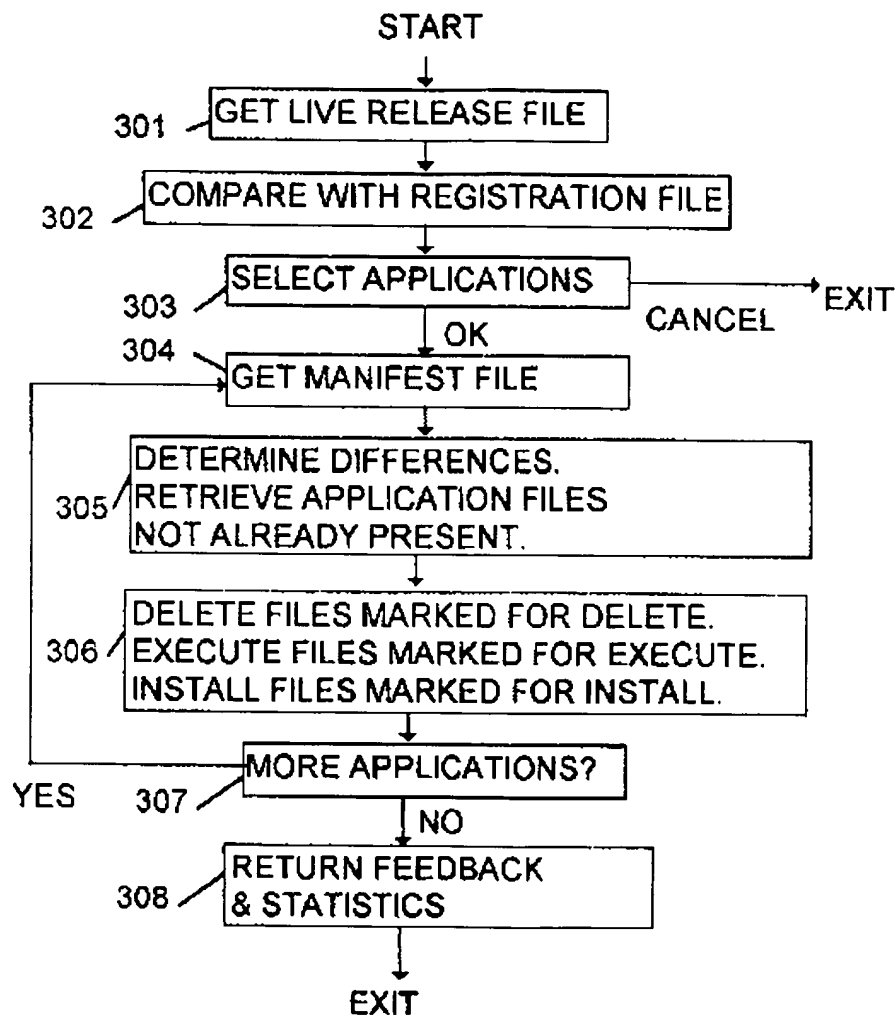 START
301
GET LIVE RELEASE FILE
302
COMPARE WITH REGISTRATION FILE
303
SELECT APPLICATIONS
CANCEL
EXIT
OK
304
GET MANIFEST FILE
305
DETERMINE DIFFERENCES.
RETRIEVE APPLICATION FILES
NOT ALREADY PRESENT.
306
DELETE FILES MARKED FOR DELETE.
EXECUTE FILES MARKED FOR EXECUTE.
INSTALL FILES MARKED FOR INSTALL.
YES
307
MORE APPLICATIONS?
NO
308
RETURN FEEDBACK
& STATISTICS
EXIT